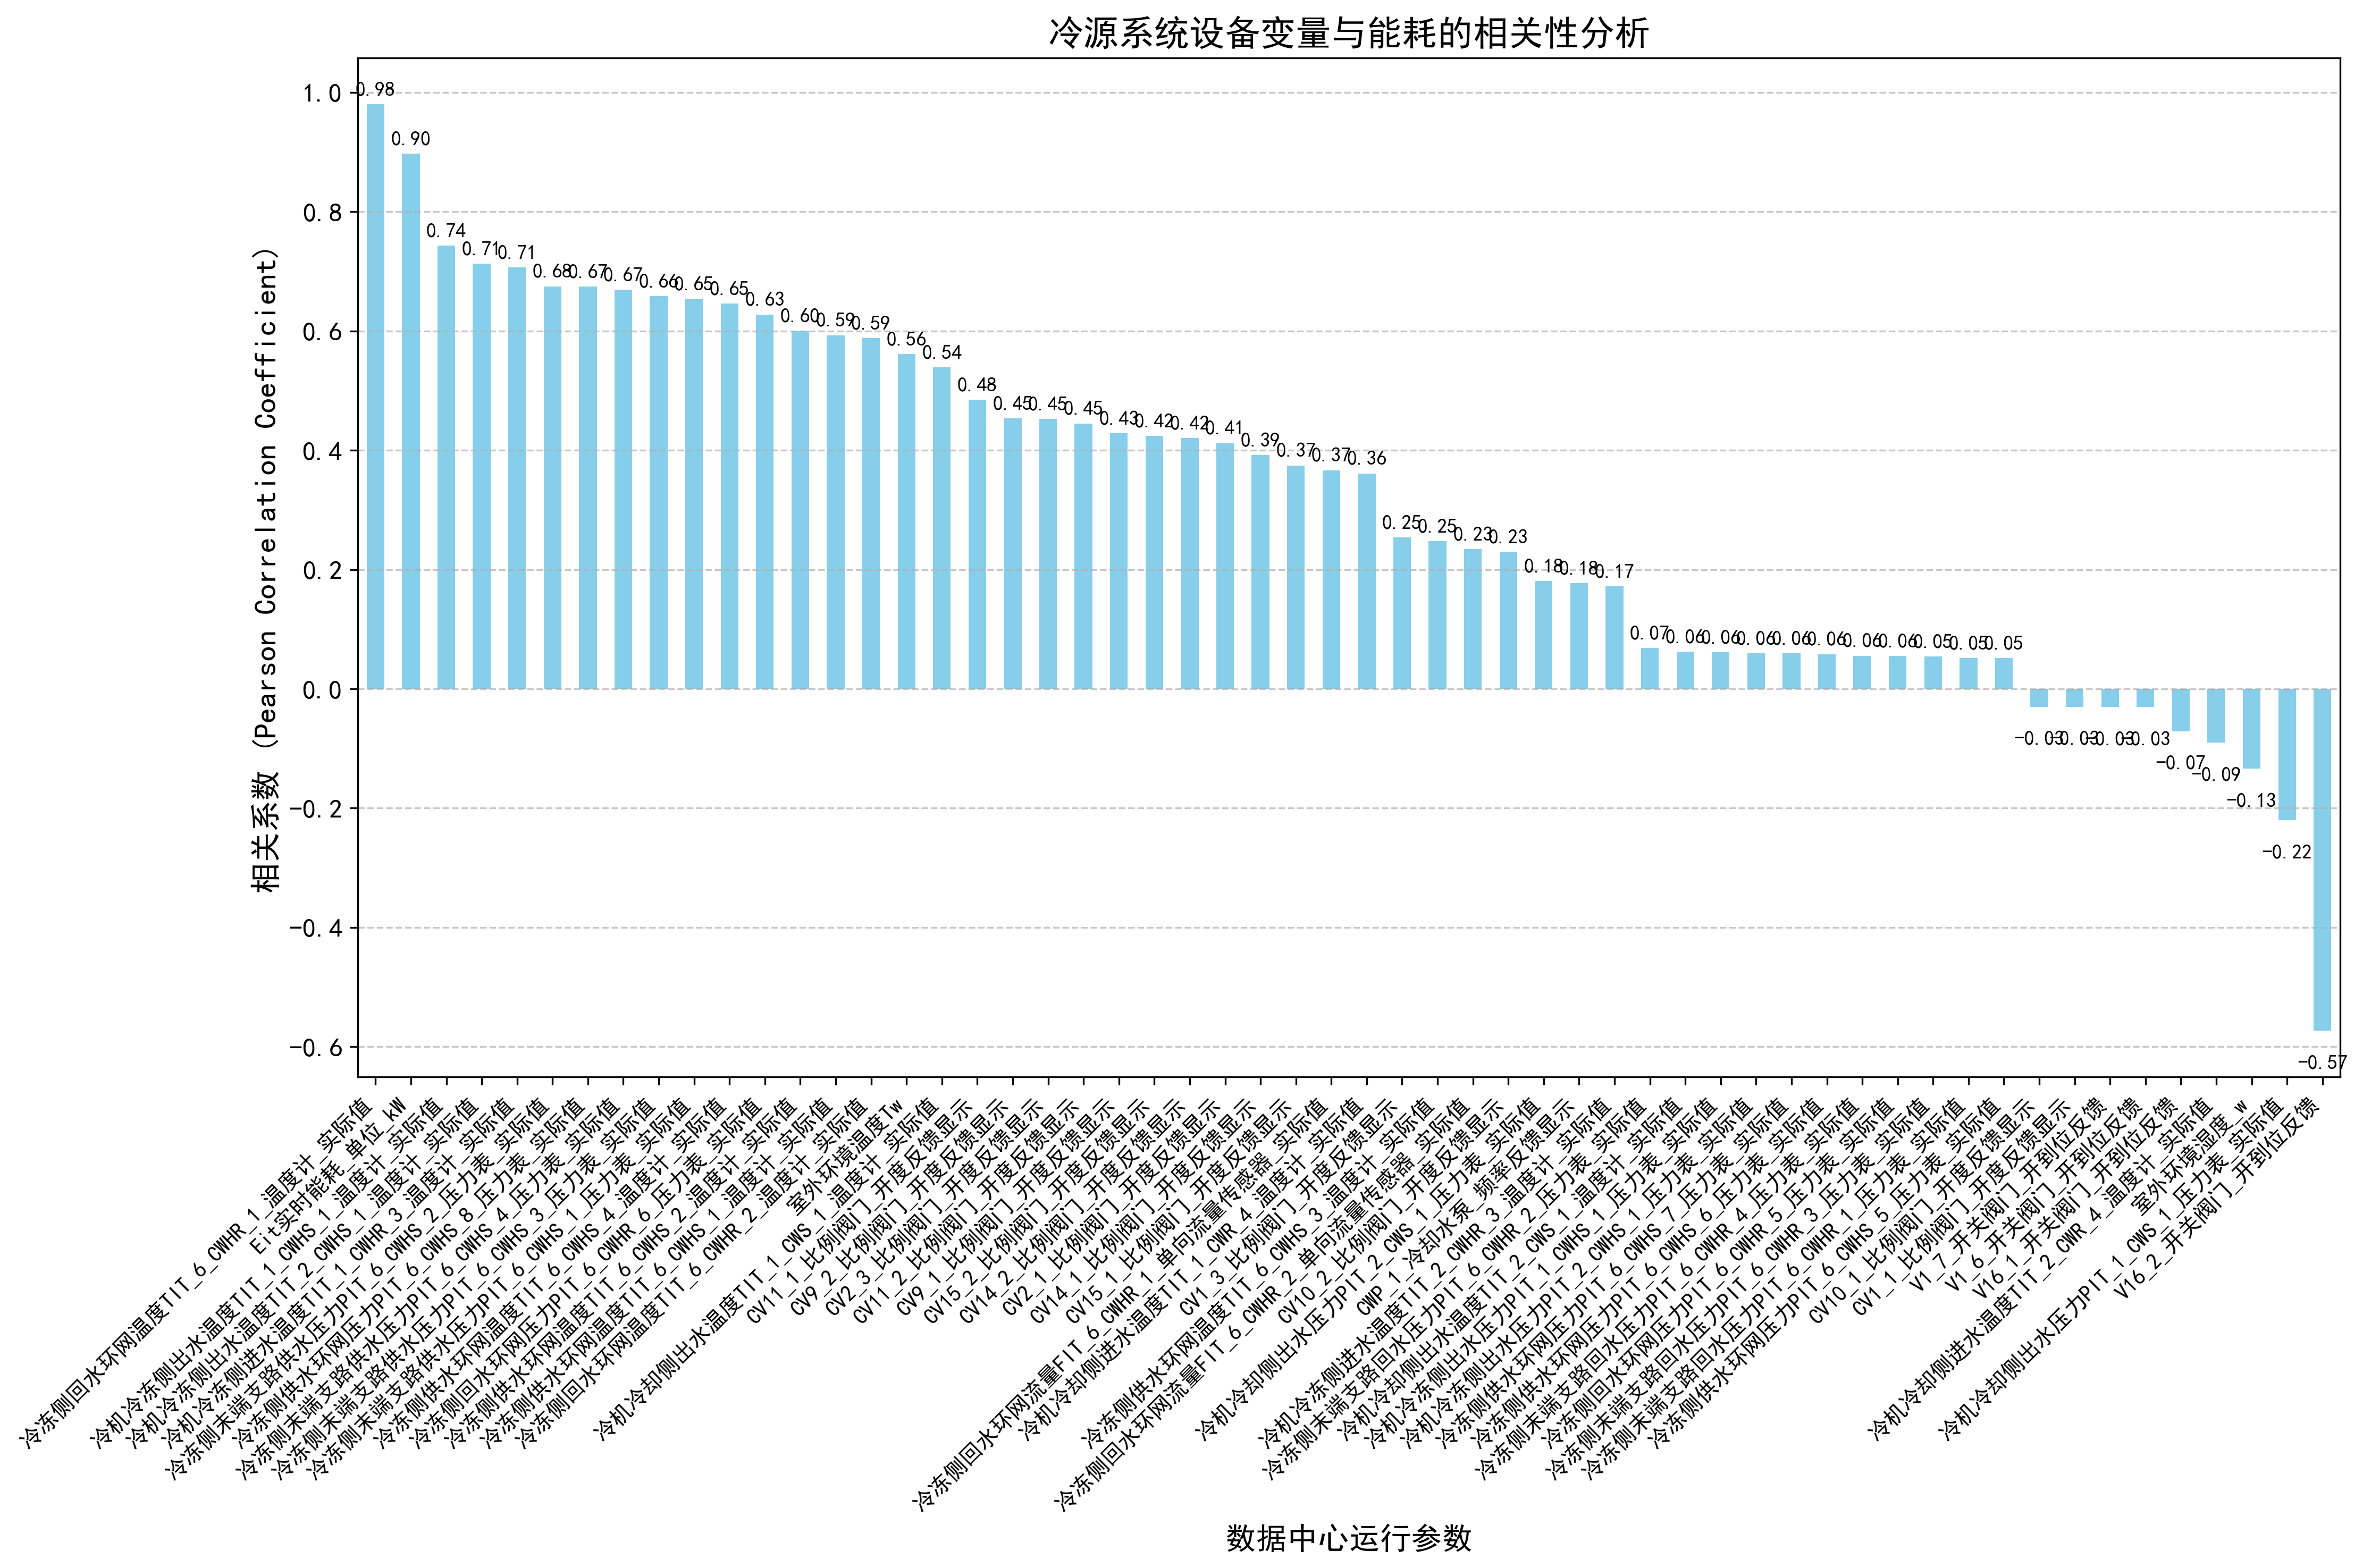 冷源系统设备变量与能耗的相关性分析
相关系数 (Pearson Correlation Coefficient)
1.0
0.8
0.6
0.4
0.2
0.0
−0.2
−0.4
−0.6
0.98
0.90
0.74
0.71
0.71
0.68
0.67
0.67
0.66
0.65
0.65
0.63
0.60
0.59
0.59
0.56
0.54
0.48
0.45
0.45
0.45
0.43
0.42
0.42
0.41
0.39
0.37
0.37
0.36
0.25
0.25
0.23
0.23
0.18
0.18
0.17
0.07
0.06
0.06
0.06
0.06
0.06
0.06
0.06
0.05
0.05
0.05
−0.03
−0.03
−0.03
−0.03
−0.07
−0.09
−0.13
−0.22
−0.57
冷冻侧回水环网温度TIT_6_CWHR_1_温度计_实际值
Eit实时能耗_单位_kW
冷机冷冻侧出水温度TIT_1_CWHS_1_温度计_实际值
冷机冷冻侧出水温度TIT_2_CWHS_1_温度计_实际值
冷机冷冻侧进水温度TIT_1_CWHR_3_温度计_实际值
冷冻侧末端支路供水压力PIT_6_CWHS_2_压力表_实际值
冷冻侧供水环网压力PIT_6_CWHS_8_压力表_实际值
冷冻侧末端支路供水压力PIT_6_CWHS_4_压力表_实际值
冷冻侧末端支路供水压力PIT_6_CWHS_3_压力表_实际值
冷冻侧末端支路供水压力PIT_6_CWHS_1_压力表_实际值
冷冻侧供水环网温度TIT_6_CWHS_4_温度计_实际值
冷冻侧回水环网压力PIT_6_CWHR_6_压力表_实际值
冷冻侧供水环网温度TIT_6_CWHS_2_温度计_实际值
冷冻侧供水环网温度TIT_6_CWHS_1_温度计_实际值
冷冻侧回水环网温度TIT_6_CWHR_2_温度计_实际值
室外环境温度Tw
冷机冷却侧出水温度TIT_1_CWS_1_温度计_实际值
CV11_1_比例阀门_开度反馈显示
CV9_2_比例阀门_开度反馈显示
CV2_3_比例阀门_开度反馈显示
CV11_2_比例阀门_开度反馈显示
CV9_1_比例阀门_开度反馈显示
CV15_2_比例阀门_开度反馈显示
CV14_2_比例阀门_开度反馈显示
CV2_1_比例阀门_开度反馈显示
CV14_1_比例阀门_开度反馈显示
CV15_1_比例阀门_开度反馈显示
冷冻侧回水环网流量FIT_6_CWHR_1_单向流量传感器_实际值
冷机冷却侧进水温度TIT_1_CWR_4_温度计_实际值
CV1_3_比例阀门_开度反馈显示
冷冻侧供水环网温度TIT_6_CWHS_3_温度计_实际值
冷冻侧回水环网流量FIT_6_CWHR_2_单向流量传感器_实际值
CV10_2_比例阀门_开度反馈显示
冷机冷却侧出水压力PIT_2_CWS_1_压力表_实际值
CWP_1_冷却水泵_频率反馈显示
冷机冷冻侧进水温度TIT_2_CWHR_3_温度计_实际值
冷冻侧末端支路回水压力PIT_6_CWHR_2_压力表_实际值
冷机冷却侧出水温度TIT_2_CWS_1_温度计_实际值
冷机冷冻侧出水压力PIT_1_CWHS_1_压力表_实际值
冷机冷冻侧出水压力PIT_2_CWHS_1_压力表_实际值
冷冻侧供水环网压力PIT_6_CWHS_7_压力表_实际值
冷冻侧供水环网压力PIT_6_CWHS_6_压力表_实际值
冷冻侧末端支路回水压力PIT_6_CWHR_4_压力表_实际值
冷冻侧回水环网压力PIT_6_CWHR_5_压力表_实际值
冷冻侧末端支路回水压力PIT_6_CWHR_3_压力表_实际值
冷冻侧末端支路回水压力PIT_6_CWHR_1_压力表_实际值
冷冻侧供水环网压力PIT_6_CWHS_5_压力表_实际值
CV10_1_比例阀门_开度反馈显示
CV1_1_比例阀门_开度反馈显示
V1_7_开关阀门_开到位反馈
V1_6_开关阀门_开到位反馈
V16_1_开关阀门_开到位反馈
冷机冷却侧进水温度TIT_2_CWR_4_温度计_实际值
室外环境湿度_w
冷机冷却侧出水压力PIT_1_CWS_1_压力表_实际值
V16_2_开关阀门_开到位反馈
数据中心运行参数